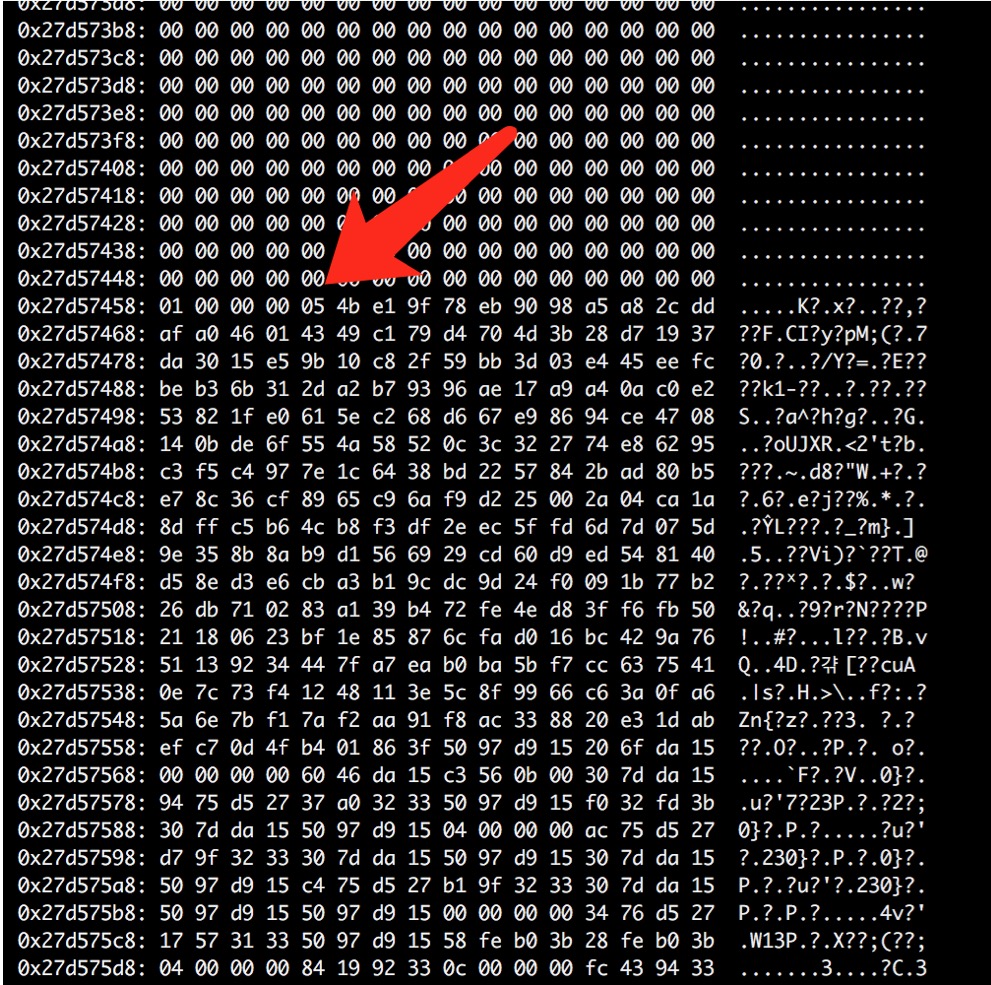 0x27d573a8: 00 00 00 00 00 00 00 00 00 00 00 00 00 00 00 00 ................
0x27d573b8: 00 00 00 00 00 00 00 00 00 00 00 00 00 00 00 00 ................
0x27d573c8: 00 00 00 00 00 00 00 00 00 00 00 00 00 00 00 00 ................
0x27d573d8: 00 00 00 00 00 00 00 00 00 00 00 00 00 00 00 00 ................
0x27d573e8: 00 00 00 00 00 00 00 00 00 00 00 00 00 00 00 00 ................
0x27d573f8: 00 00 00 00 00 00 00 00 00 00 00 00 00 00 00 ................
0x27d57408: 00 00 00 00 00 00 00 00 00 00 00 00 00 00 ................
0x27d57418: 00 00 00 00 00 00 00 00 00 00 00 00 00 00 ................
0x27d57428: 00 00 00 00 00 00 00 00 00 00 00 00 00 ................
0x27d57438: 00 00 00 00 00 00 00 00 00 00 00 00 00 00 ................
0x27d57448: 00 00 00 00 00 00 00 00 00 00 00 00 00 00 00 00 ................
0x27d57458: 01 00 00 00 05 4b e1 9f 78 eb 90 98 a5 a8 2c dd .....K?.x?..??,?
0x27d57468: af a0 46 01 43 49 c1 79 d4 70 4d 3b 28 d7 19 37 ??F.CI?y?pM;(?.7
0x27d57478: da 30 15 e5 9b 10 c8 2f 59 bb 3d 03 e4 45 ee fc ?0.?..?/Y?=.?E??
0x27d57488: be b3 6b 31 2d a2 b7 93 96 ae 17 a9 a4 0a c0 e2 ??k1-??..?.??.??
0x27d57498: 53 82 1f e0 61 5e c2 68 d6 67 e9 86 94 ce 47 08 S..?a^?h?g?..?G.
0x27d574a8: 14 0b de 6f 55 4a 58 52 0c 3c 32 27 74 e8 62 95 ..?oUJXR.<2't?b.
0x27d574b8: c3 f5 c4 97 7e 1c 64 38 bd 22 57 84 2b ad 80 b5 ???.~.d8?"W.+?.?
0x27d574c8: e7 8c 36 cf 89 65 c9 6a f9 d2 25 00 2a 04 ca 1a ?.6?.e?j??%.*.?.
0x27d574d8: 8d ff c5 b6 4c b8 f3 df 2e ec 5f fd 6d 7d 07 5d .?ŶL???.?_?m}.]
0x27d574e8: 9e 35 8b 8a b9 d1 56 69 29 cd 60 d9 ed 54 81 40 .5..??Vi)?`??T.@
0x27d574f8: d5 8e d3 e6 cb a3 b1 9c dc 9d 24 f0 09 1b 77 b2 ?.??ˣ?.?.$?..w?
0x27d57508: 26 db 71 02 83 a1 39 b4 72 fe 4e d8 3f f6 fb 50 &?q..?9?r?N????P
0x27d57518: 21 18 06 23 bf 1e 85 87 6c fa d0 16 bc 42 9a 76 !..#?...l??.?B.v
0x27d57528: 51 13 92 34 44 7f a7 ea b0 ba 5b f7 cc 63 75 41 Q..4D.?갺[??cuA
0x27d57538: 0e 7c 73 f4 12 48 11 3e 5c 8f 99 66 c6 3a 0f a6 .|s?.H.>\..f?:.?
0x27d57548: 5a 6e 7b f1 7a f2 aa 91 f8 ac 33 88 20 e3 1d ab Zn{?z?.??3. ?.?
0x27d57558: ef c7 0d 4f b4 01 86 3f 50 97 d9 15 20 6f da 15 ??.O?..?P.?. o?.
0x27d57568: 00 00 00 00 60 46 da 15 c3 56 0b 00 30 7d da 15 ....`F?.?V..0}?.
0x27d57578: 94 75 d5 27 37 a0 32 33 50 97 d9 15 f0 32 fd 3b .u?'7?23P.?.?2?;
0x27d57588: 30 7d da 15 50 97 d9 15 04 00 00 00 ac 75 d5 27 0}?.P.?.....?u?'
0x27d57598: d7 9f 32 33 30 7d da 15 50 97 d9 15 30 7d da 15 ?.230}?.P.?.0}?.
0x27d575a8: 50 97 d9 15 c4 75 d5 27 b1 9f 32 33 30 7d da 15 P.?.?u?'?.230}?.
0x27d575b8: 50 97 d9 15 50 97 d9 15 00 00 00 00 34 76 d5 27 P.?.P.?.....4v?'
0x27d575c8: 17 57 31 33 50 97 d9 15 58 fe b0 3b 28 fe b0 3b .W13P.?.X??;(??;
0x27d575d8: 04 00 00 00 84 19 92 33 0c 00 00 00 fc 43 94 33 .......3....?C.3